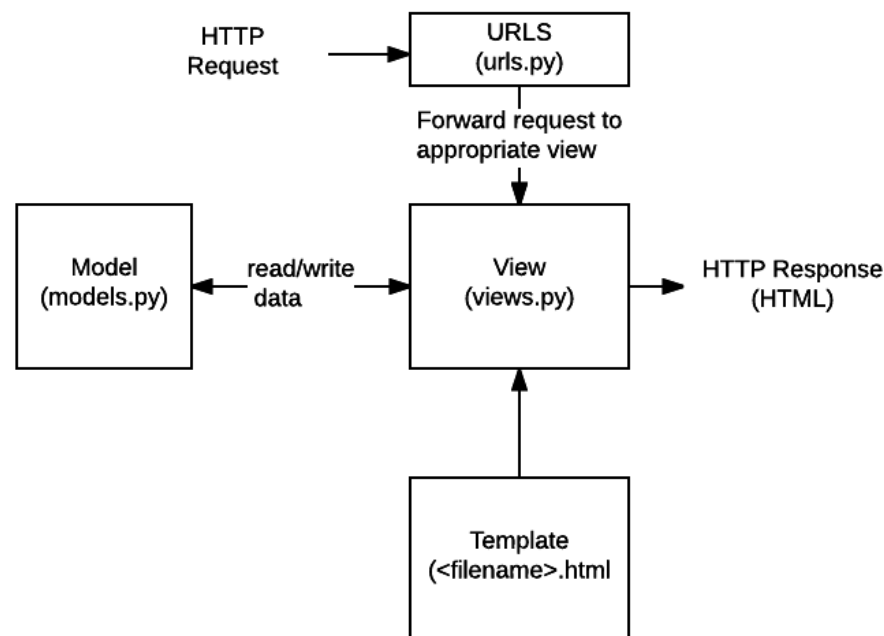 HTTP
Request
URLS
(urls.py)
Forward request to
appropriate view
Model
(models.py)
read/write
data
View
(views.py)
HTTP Response
(HTML)
Template
(<filename>.html